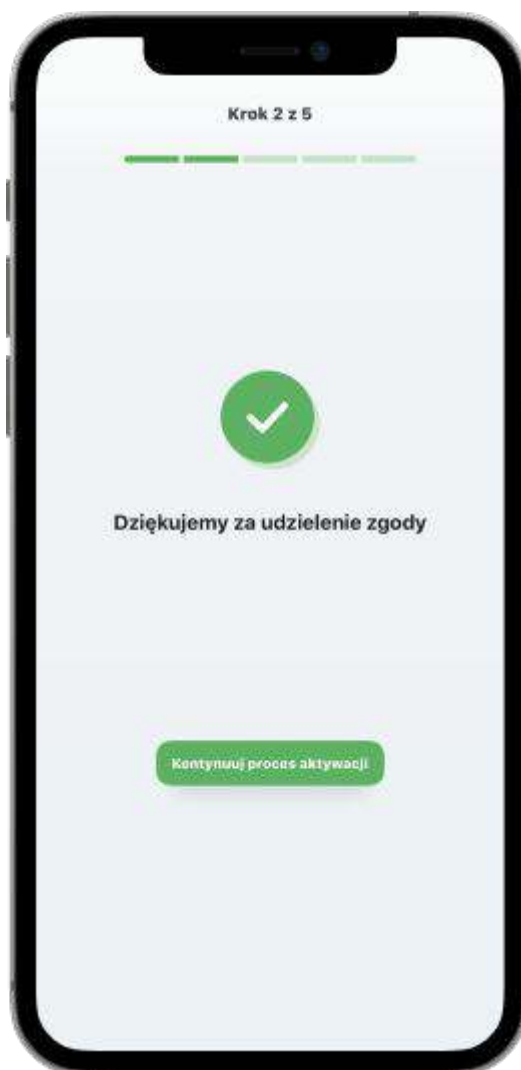 Krok 2 z 5
Dziękujemy za udzielenie zgody
Kontynuuj proces aktywacji